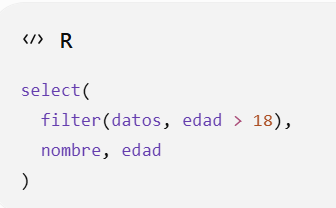 </> R
select(
  filter(datos, edad > 18),
  nombre, edad
)